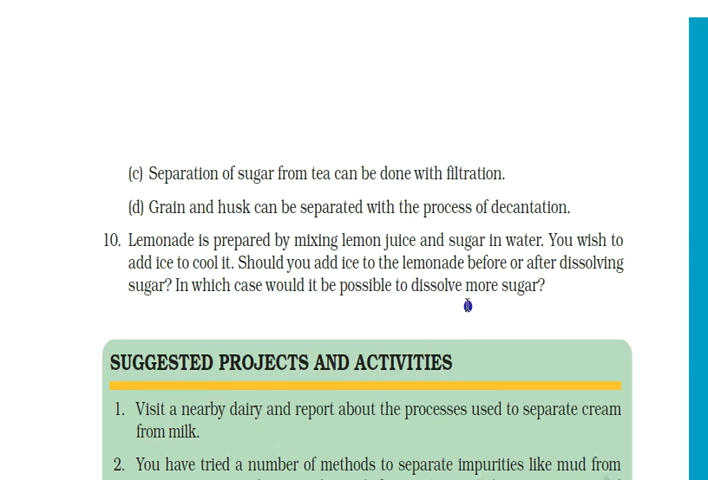 (c) Separation of sugar from tea can be done with filtration.
(d) Grain and husk can be separated with the process of decantation.
10. Lemonade is prepared by mixing lemon juice and sugar in water. You wish to
add ice to cool it. Should you add ice to the lemonade before or after dissolving
sugar? In which case would it be possible to dissolve more sugar?
SUGGESTED PROJECTS AND ACTIVITIES
1. Visit a nearby dairy and report about the processes used to separate cream
from milk.
2. You have tried a number of methods to separate impurities like mud from